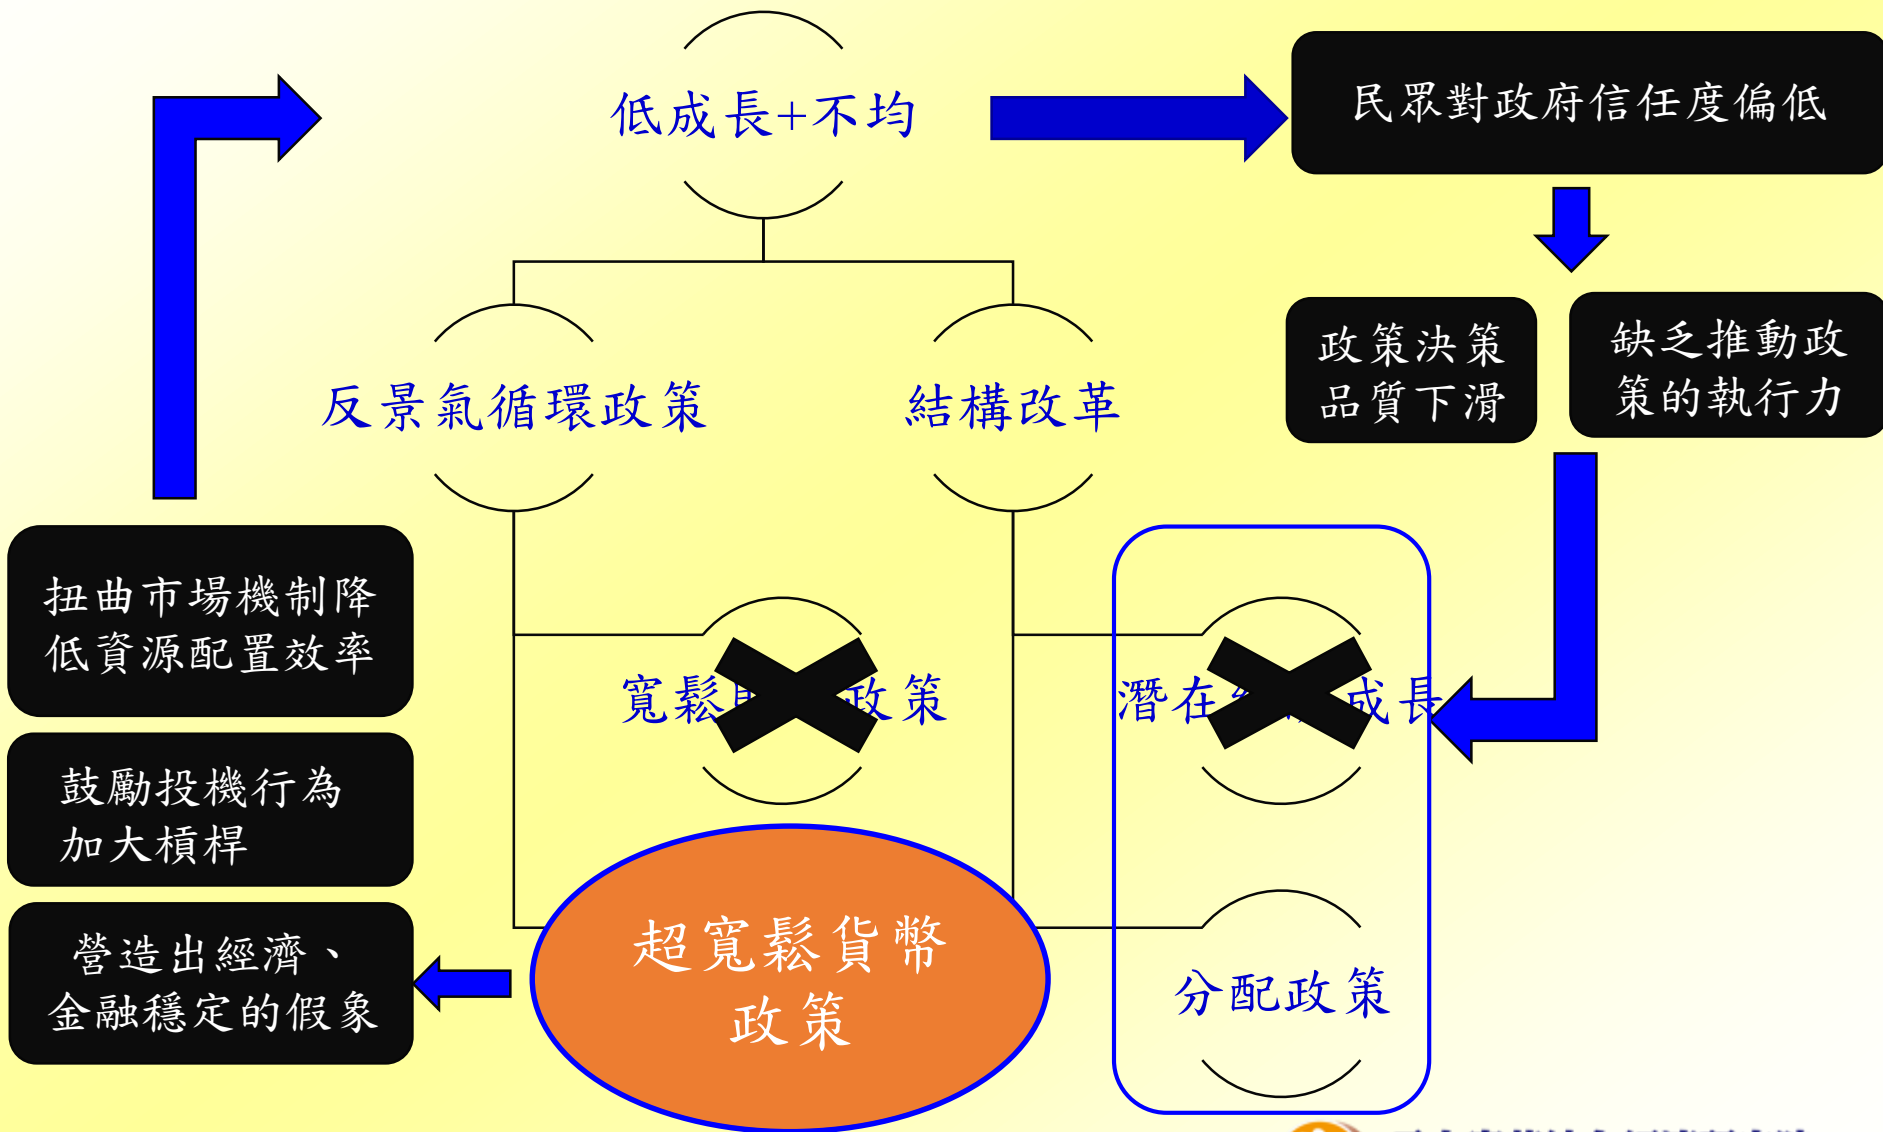 低成長+不均
民眾對政府信任度偏低
反景氣循環政策
結構改革
政策決策
品質下滑
缺乏推動政
策的執行力
扭曲市場機制降
低資源配置效率
寬鬆
政策
潛在
成長
鼓勵投機行為
加大槓桿
營造出經濟、
金融穩定的假象
超寬鬆貨幣
政策
分配政策